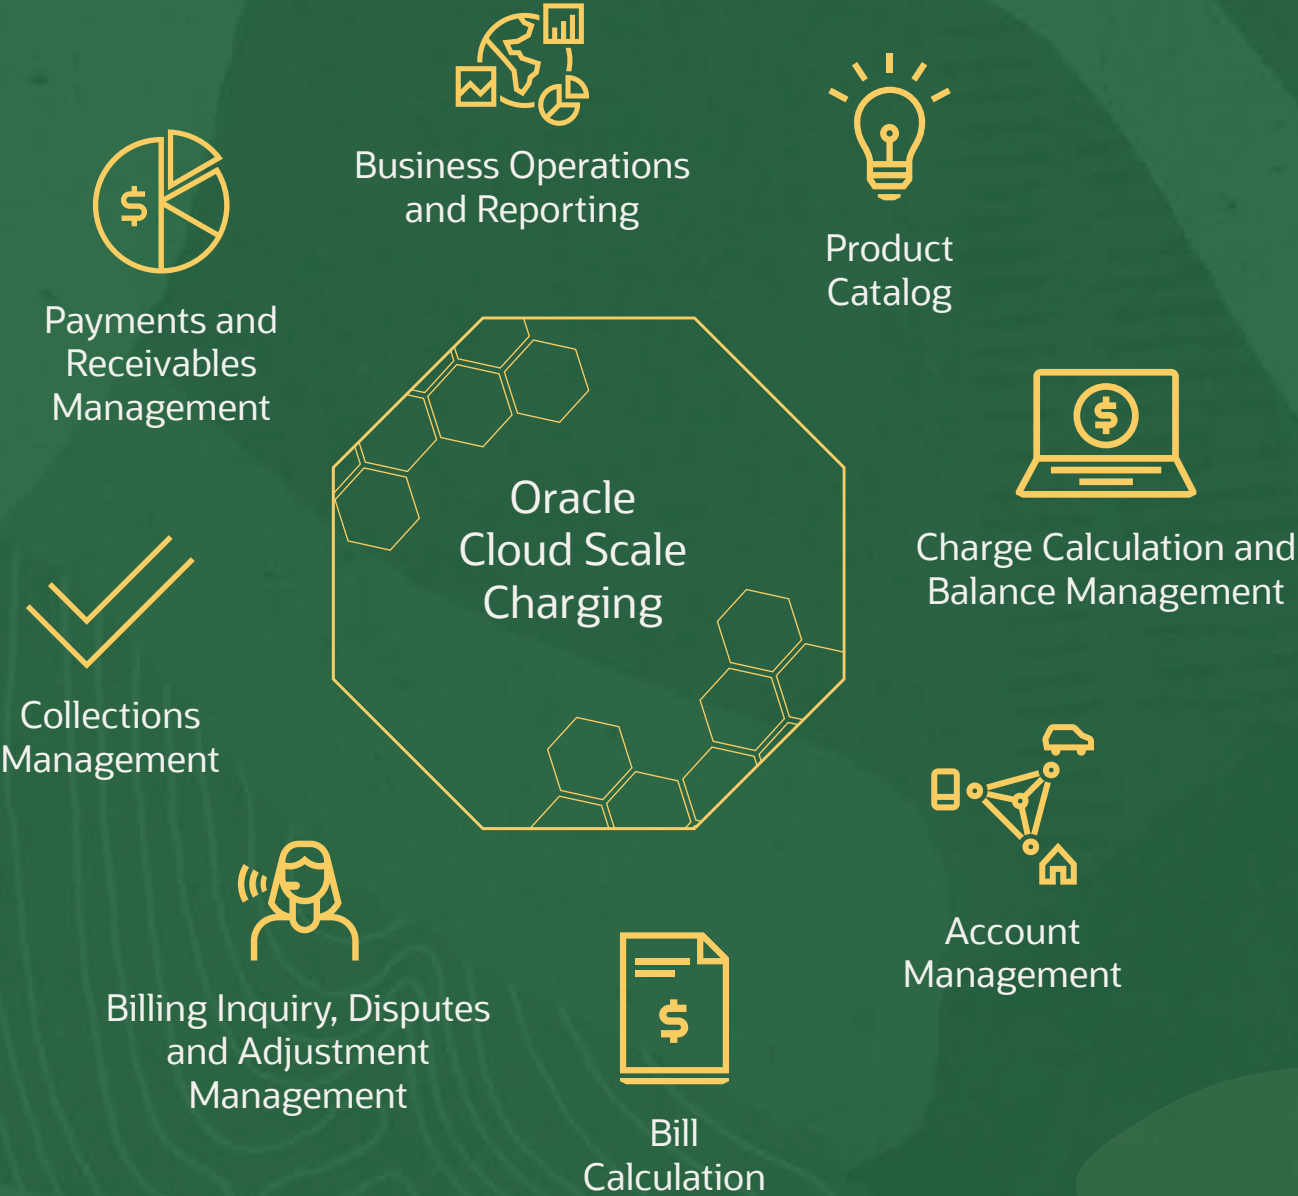 Business Operations
and Reporting
Product
Catalog
Payments and
Receivables
Management
Oracle
Cloud Scale
Charging
Charge Calculation and
Balance Management
Collections
Management
Account
Management
Billing Inquiry, Disputes
and Adjustment
Management
$
Bill
Calculation